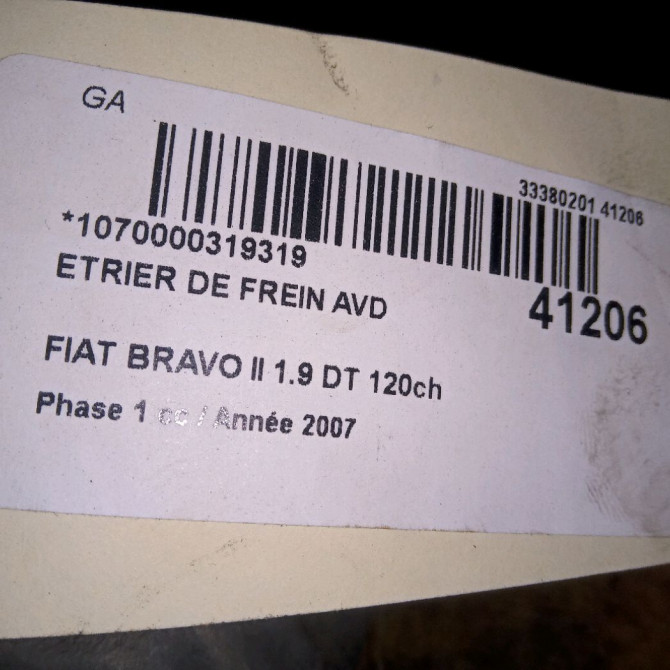 GA
33380201 41206
*1070000319319
ETRIER DE FREIN AVD
41206
FIAT BRAVO II 1.9 DT 120ch
Phase 1 cc / Année 2007